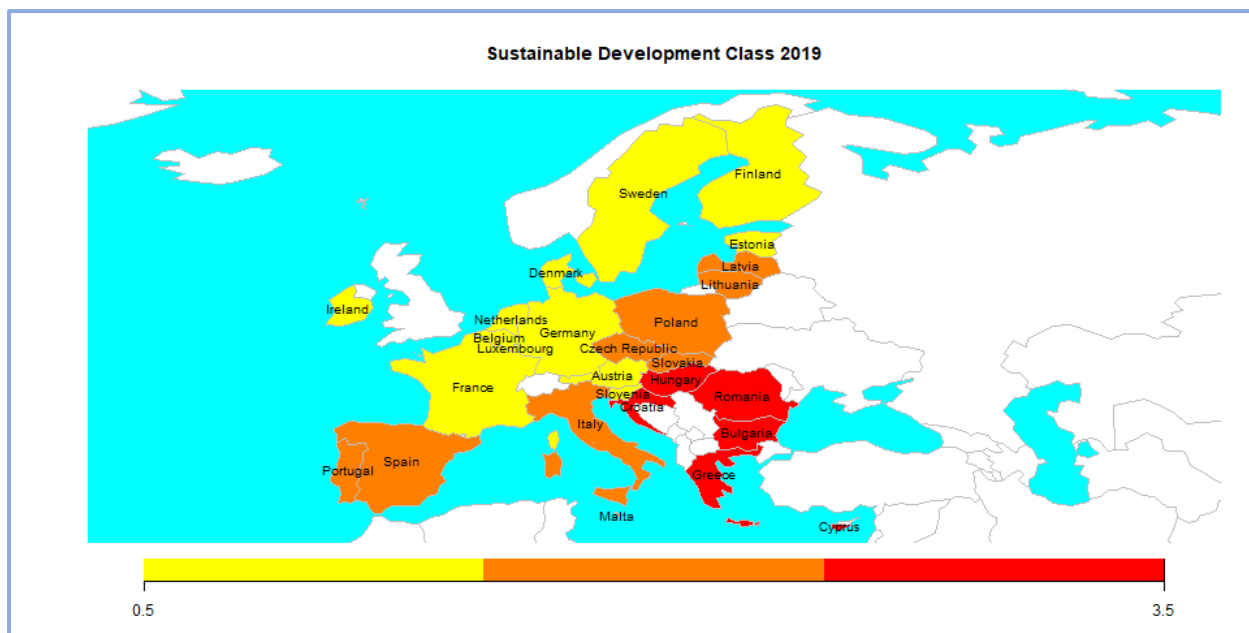 Sustainable Development Class 2019
Finland
Sweden
Estonia
Latvia
Denmark
Lithuania
Ireland
Netherlands
Poland
Germany
Belgium
Luxembourg
Czech Republic
Slovakia
Austria
Hungary
France
Slovenia
Romania
Croatia
Italy
Bulgaria
Spain
Portugal
Greece
Malta
Cyprus
0.5
3.5